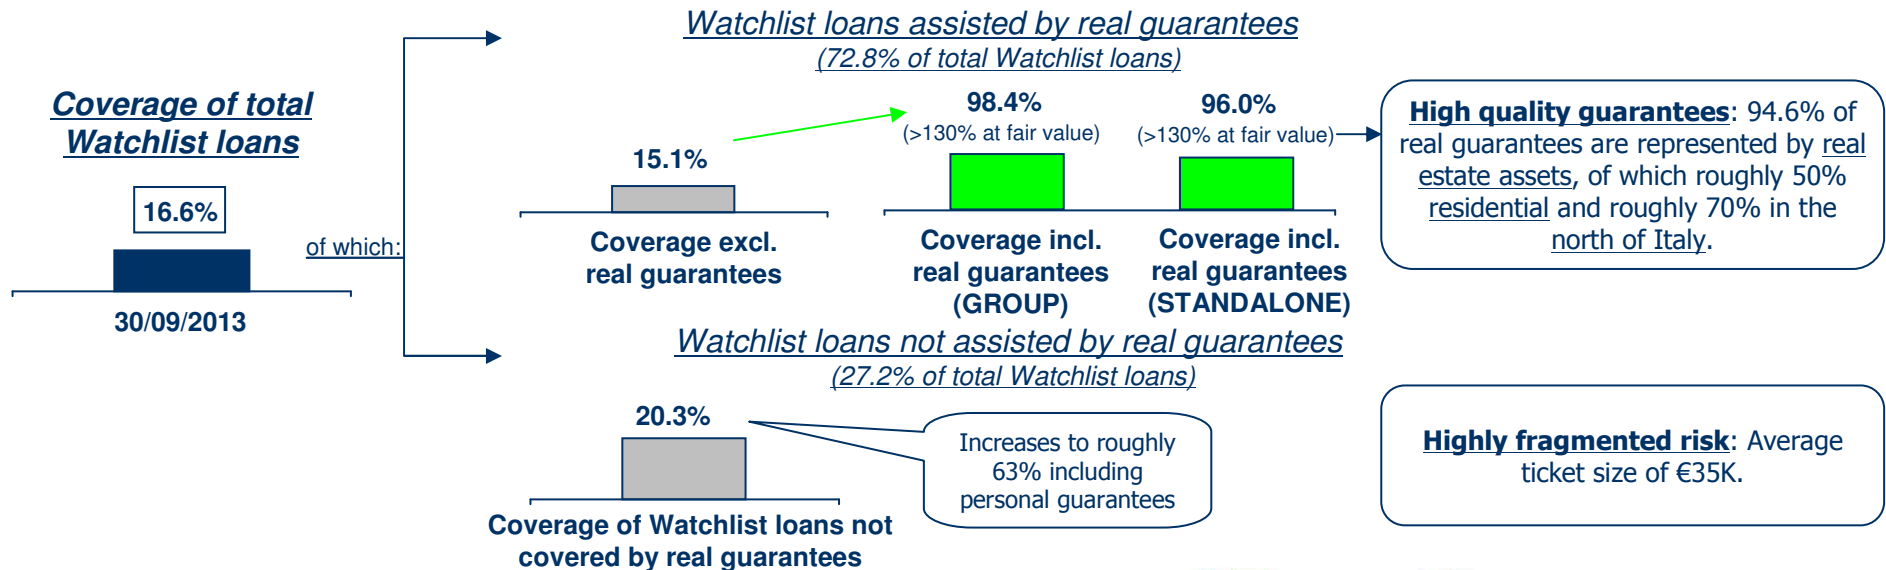 Coverage of total
Watchlist loans
16.6%
30/09/2013
of which:
Watchlist loans assisted by real guarantees
(72.8% of total Watchlist loans)
15.1%
Coverage excl.
real guarantees
98.4%
(>130% at fair value)
Coverage incl.
real guarantees
(GROUP)
96.0%
(>130% at fair value)
Coverage incl.
real guarantees
(STANDALONE)
High quality guarantees: 94.6% of
real guarantees are represented by real
estate assets, of which roughly 50%
residential and roughly 70% in the
north of Italy.
Watchlist loans not assisted by real guarantees
(27.2% of total Watchlist loans)
20.3%
Coverage of Watchlist loans not
covered by real guarantees
Increases to roughly
63% including
personal guarantees
Highly fragmented risk: Average
ticket size of €35K.